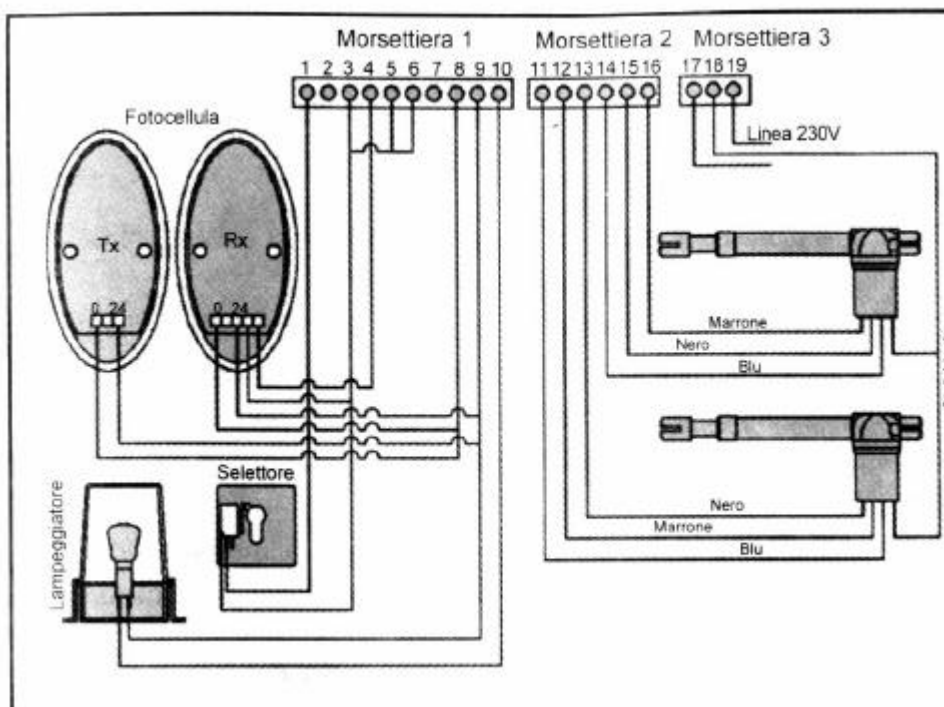 Morsettiera 1
Morsettiera 2
Morsettiera 3
1 2 3 4 5 6 7 8 9 10
11 12 13 14 15 16
17 18 19
Fotocellula
Linea 230V
Tx
Rx
0 24
0 24
Marrone
Nero
Blu
Selettore
Lampeggiatore
Nero
Marrone
Blu